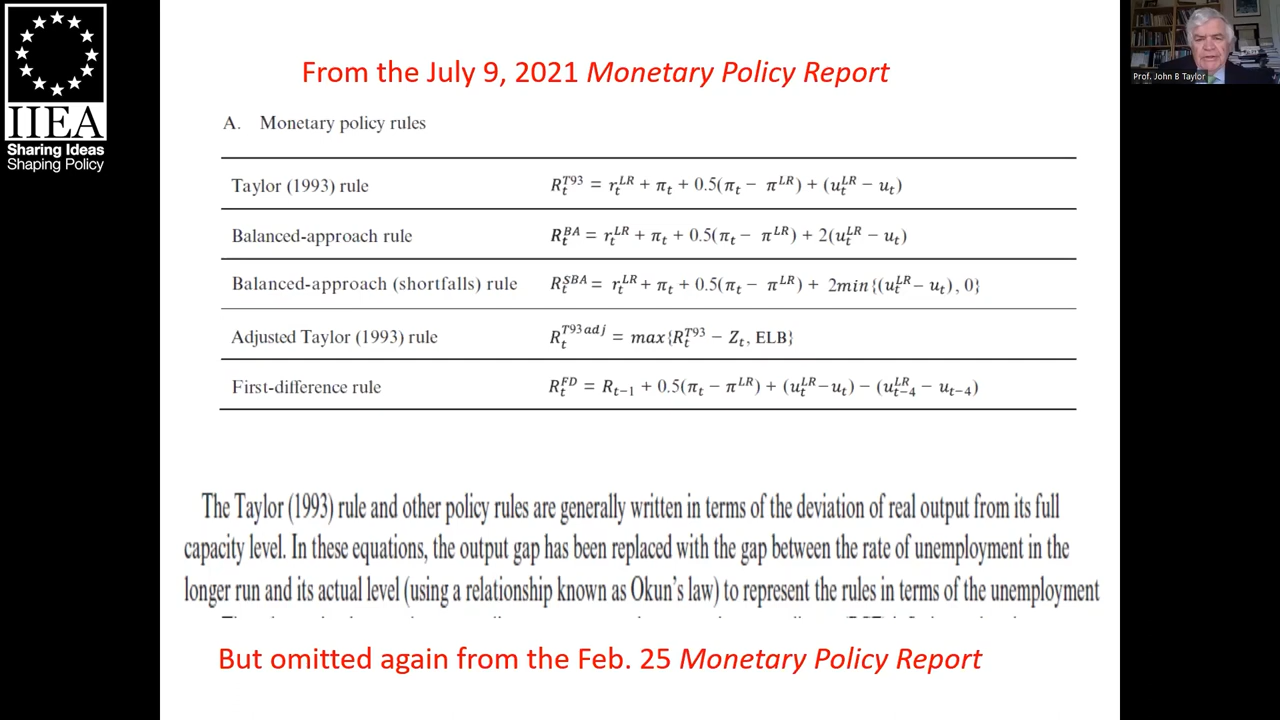 IIEA
Sharing Ideas
Shaping Policy
Prof. John B Taylor
From the July 9, 2021 Monetary Policy Report
A. Monetary policy rules
Taylor (1993) rule R_t^{T93} = r_t^{LR} + π_t + 0.5(π_t − π^{LR}) + (u_t^{LR} − u_t)
Balanced-approach rule R_t^{BA} = r_t^{LR} + π_t + 0.5(π_t − π^{LR}) + 2(u_t^{LR} − u_t)
Balanced-approach (shortfalls) rule R_t^{SBA} = r_t^{LR} + π_t + 0.5(π_t − π^{LR}) + 2min{(u_t^{LR} − u_t), 0}
Adjusted Taylor (1993) rule R_t^{T93adj} = max{R_t^{T93} − Z_t, ELB}
First-difference rule R_t^{FD} = R_{t−1} + 0.5(π_t − π^{LR}) + (u_t^{LR} − u_t) − (u_{t−4}^{LR} − u_{t−4})
The Taylor (1993) rule and other policy rules are generally written in terms of the deviation of real output from its full
capacity level. In these equations, the output gap has been replaced with the gap between the rate of unemployment in the
longer run and its actual level (using a relationship known as Okun's law) to represent the rules in terms of the unemployment
But omitted again from the Feb. 25 Monetary Policy Report